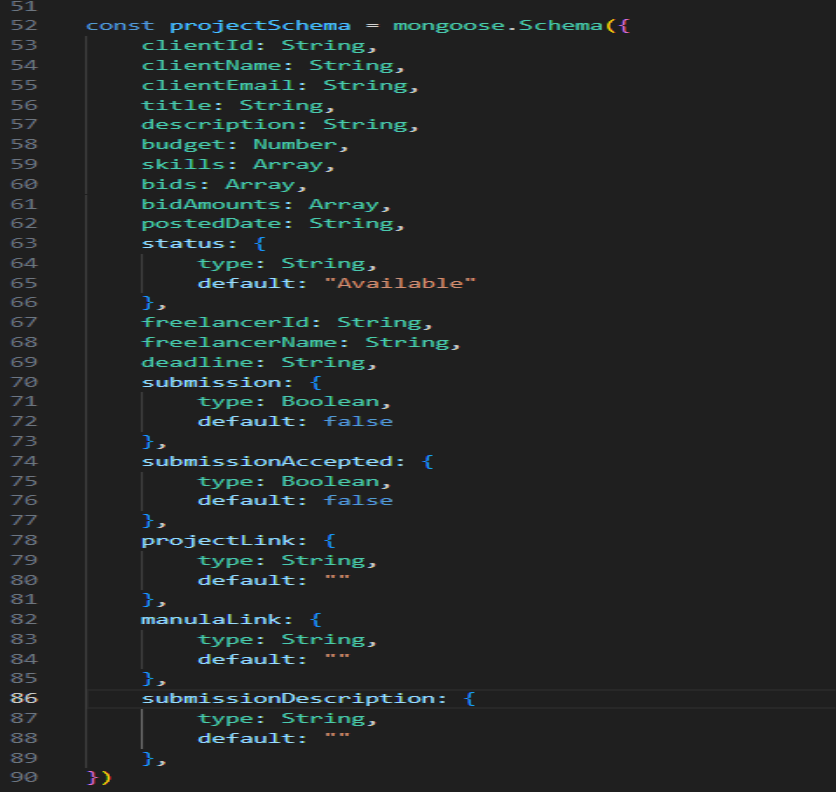 51
52 const projectSchema = mongoose.Schema({
53     clientId: String,
54     clientName: String,
55     clientEmail: String,
56     title: String,
57     description: String,
58     budget: Number,
59     skills: Array,
60     bids: Array,
61     bidAmounts: Array,
62     postedDate: String,
63     status: {
64         type: String,
65         default: "Available"
66     },
67     freelancerId: String,
68     freelancerName: String,
69     deadline: String,
70     submission: {
71         type: Boolean,
72         default: false
73     },
74     submissionAccepted: {
75         type: Boolean,
76         default: false
77     },
78     projectLink: {
79         type: String,
80         default: ""
81     },
82     manulaLink: {
83         type: String,
84         default: ""
85     },
86     submissionDescription: {
87         type: String,
88         default: ""
89     },
90 })